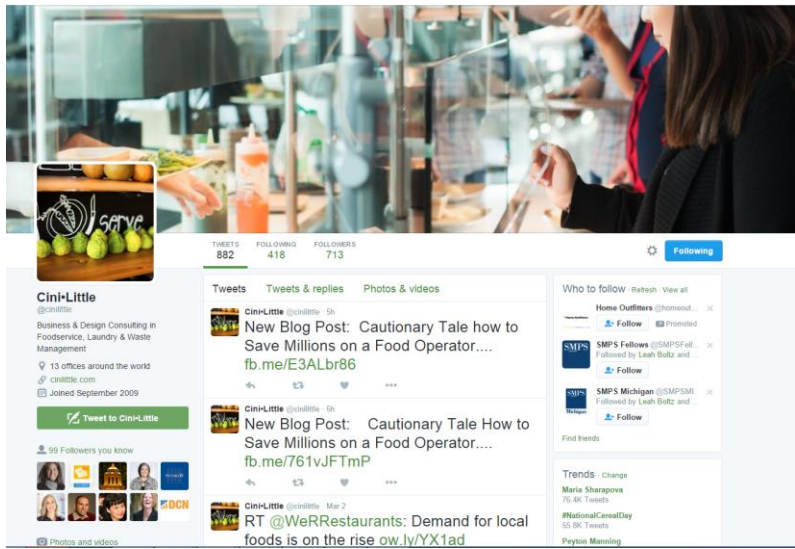 serve
TWEETS
882
FOLLOWING
418
FOLLOWERS
713
Following
Cini•Little
@cinilittle
Business & Design Consulting in
Foodservice, Laundry & Waste
Management
13 offices around the world
cinilittle.com
Joined September 2009
Tweet to Cini•Little
99 Followers you know
DCN
Photos and videos
Tweets Tweets & replies Photos & videos
Cini•Little @cinilittle · 5h
New Blog Post: Cautionary Tale how to
Save Millions on a Food Operator....
fb.me/E3ALbr86
Cini•Little @cinilittle · 5h
New Blog Post: Cautionary Tale How to
Save Millions on a Food Operator....
fb.me/761vJFTmP
Cini•Little @cinilittle · Mar 2
RT @WeRRestaurants: Demand for local
foods is on the rise ow.ly/YX1ad
Who to follow · Refresh · View all
Home Outfitters @homeout...
Follow Promoted
SMPS
SMPS Fellows @SMPSFell...
Followed by Leah Boltz and ...
Follow
SMPS
Michigan
SMPS Michigan @SMPSMI
Followed by Leah Boltz and ...
Follow
Find friends
Trends · Change
Maria Sharapova
76.4K Tweets
#NationalCerealDay
55.8K Tweets
Peyton Manning